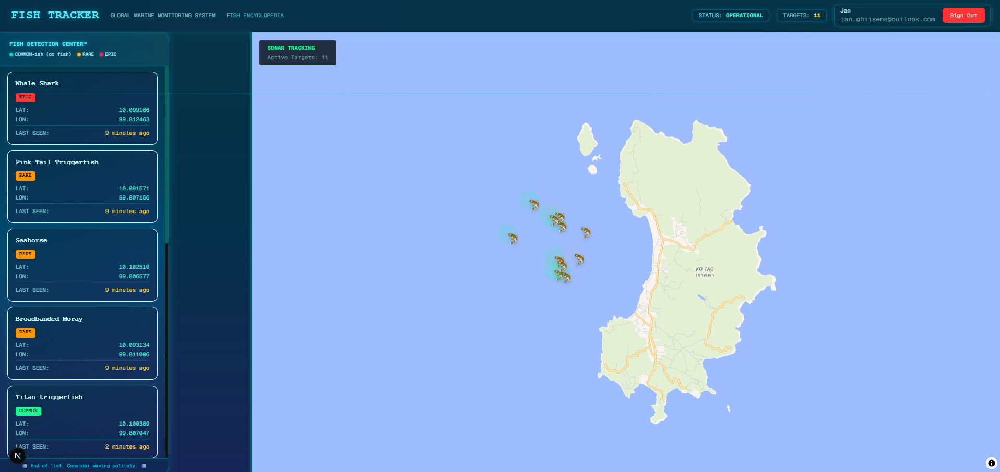 FISH TRACKER
GLOBAL MARINE MONITORING SYSTEM
FISH ENCYCLOPEDIA
STATUS: OPERATIONAL
TARGETS: 11
Jan
jan.ghijsens@outlook.com
Sign Out
FISH DETECTION CENTER™
COMMON-ish (or fish)
RARE
EPIC
Whale Shark
EPIC
LAT: 10.099166
LON: 99.812463
LAST SEEN: 9 minutes ago
Pink Tail Triggerfish
RARE
LAT: 10.091571
LON: 99.807156
LAST SEEN: 9 minutes ago
Seahorse
RARE
LAT: 10.102510
LON: 99.806577
LAST SEEN: 9 minutes ago
Broadbanded Moray
RARE
LAT: 10.093134
LON: 99.811006
LAST SEEN: 9 minutes ago
Titan triggerfish
COMMON
LAT: 10.100389
LON: 99.807047
LAST SEEN: 2 minutes ago
N
End of list. Consider waving politely.
SONAR TRACKING
Active Targets: 11
KO TAO
เกาะเต่า